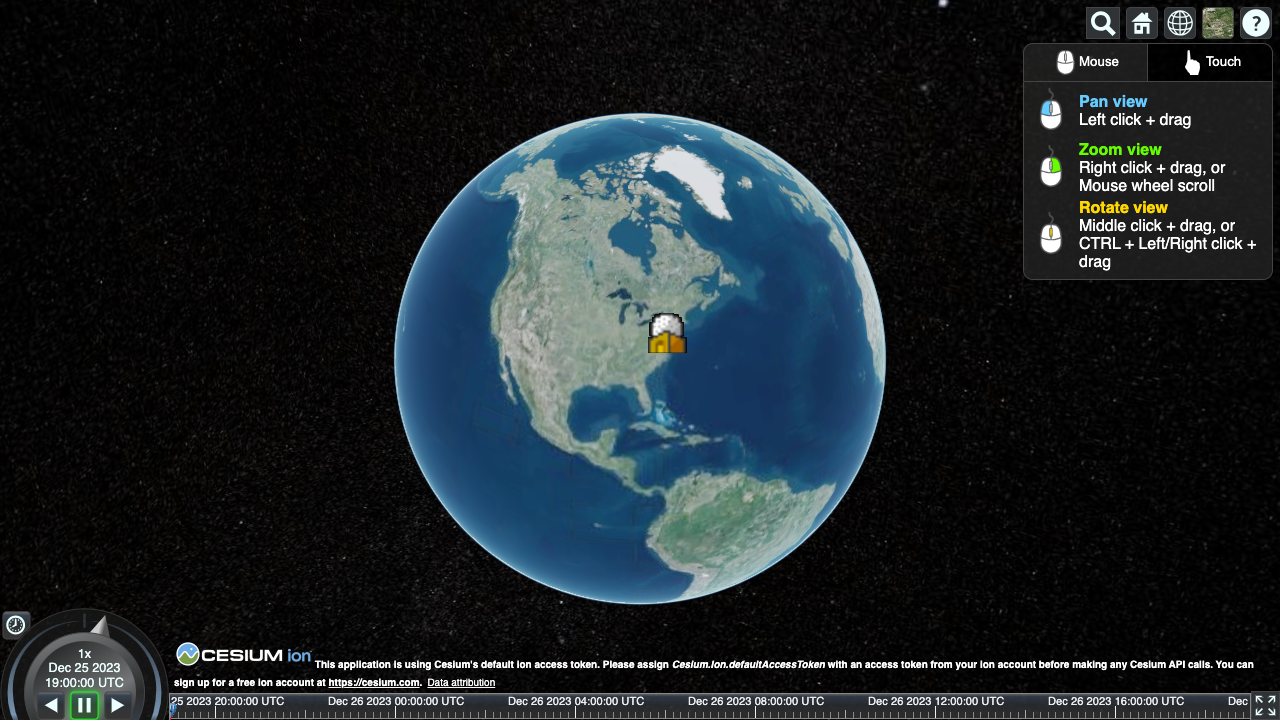 ?
Mouse
Touch
Pan view
Left click + drag
Zoom view
Right click + drag, or
Mouse wheel scroll
Rotate view
Middle click + drag, or
CTRL + Left/Right click +
drag
1x
Dec 25 2023
19:00:00 UTC
CESIUM ion
This application is using Cesium's default ion access token. Please assign Cesium.Ion.defaultAccessToken with an access token from your ion account before making any Cesium API calls. You can
sign up for a free ion account at https://cesium.com. Data attribution
25 2023 20:00:00 UTC Dec 26 2023 00:00:00 UTC Dec 26 2023 04:00:00 UTC Dec 26 2023 08:00:00 UTC Dec 26 2023 12:00:00 UTC Dec 26 2023 16:00:00 UTC Dec